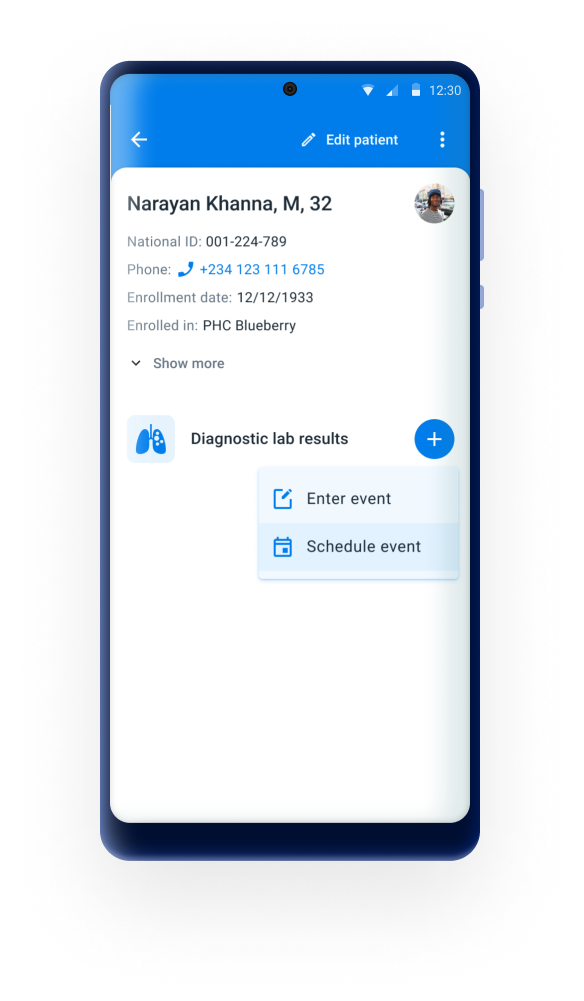 12:30
Edit patient
Narayan Khanna, M, 32
National ID: 001-224-789
Phone: +234 123 111 6785
Enrollment date: 12/12/1933
Enrolled in: PHC Blueberry
Show more
Diagnostic lab results
Enter event
Schedule event